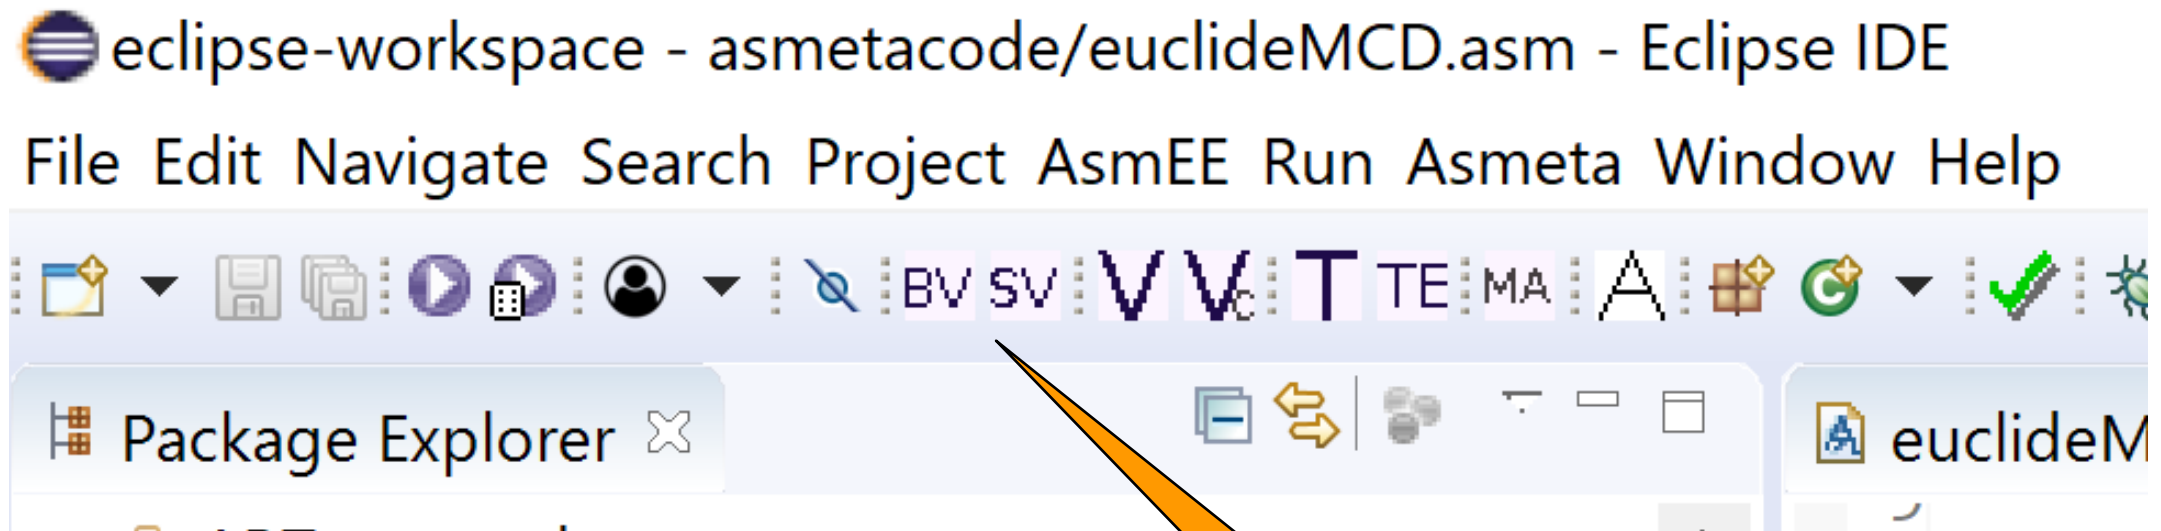 eclipse-workspace - asmetacode/euclideMCD.asm - Eclipse IDE
File Edit Navigate Search Project AsmEE Run Asmeta Window Help
BV SV V Vc T TE MA A C
Package Explorer
euclideM